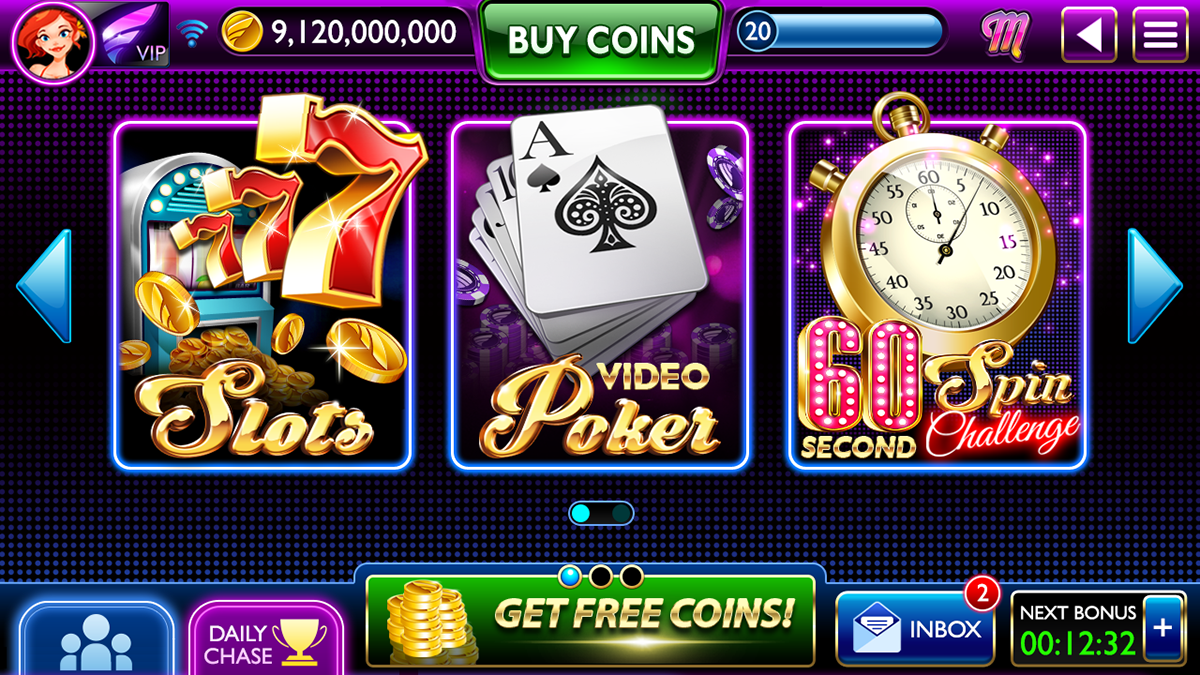 VIP
9,120,000,000
BUY COINS
20
M
777
Slots
A
VIDEO
Poker
60
5
10
15
20
25
30
35
40
45
50
55
60
SECOND
Spin
Challenge
DAILY
CHASE
GET FREE COINS!
INBOX
2
NEXT BONUS
00:12:32
+